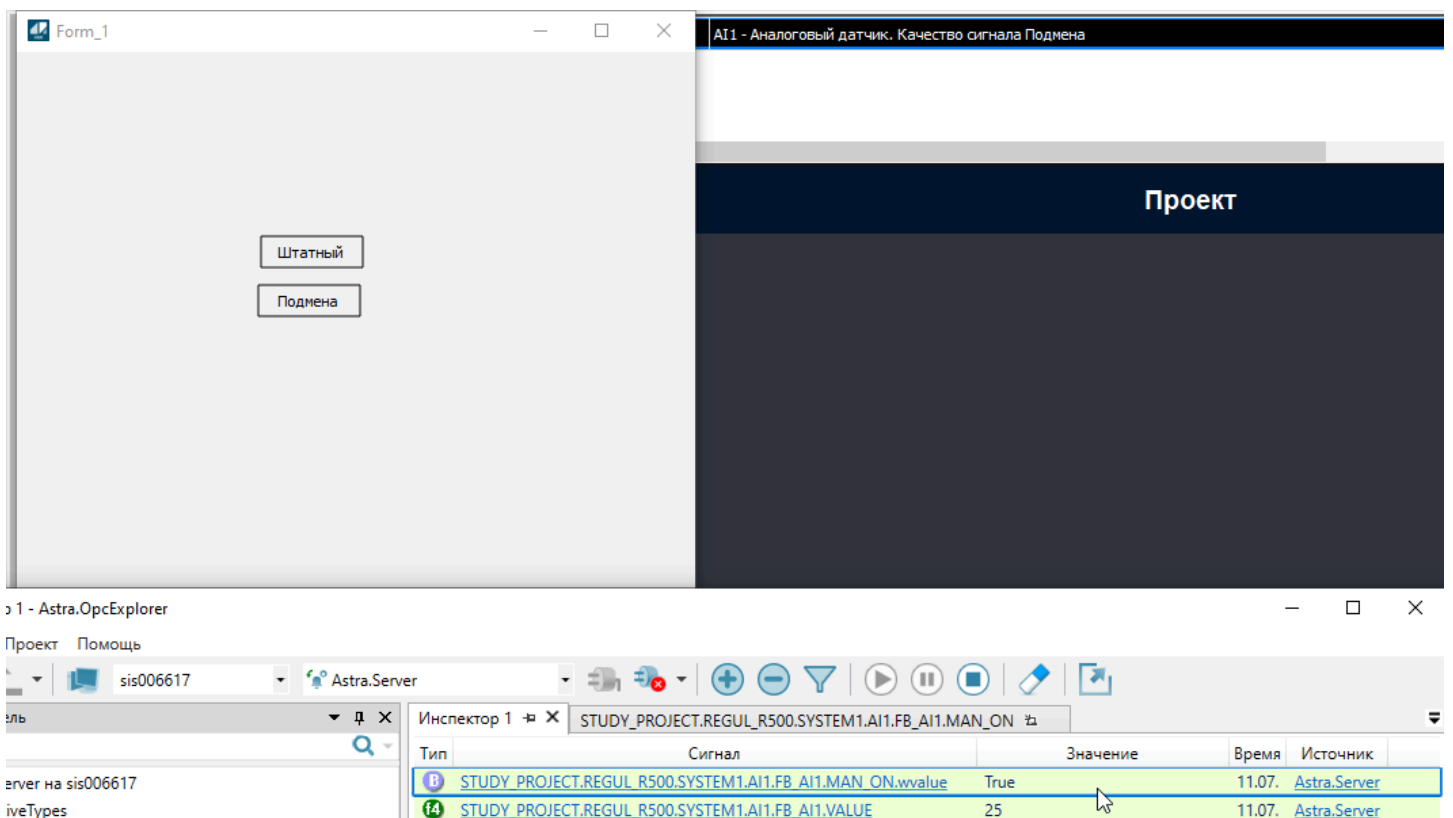 Form_1
AI1 - Аналоговый датчик. Качество сигнала Подмена
Проект
Штатный
Подмена
1 - Astra.OpcExplorer
Проект Помощь
sis006617 Astra.Server
ель
Инспектор 1 STUDY_PROJECT.REGUL_R500.SYSTEM1.AI1.FB_AI1.MAN_ON
Тип Сигнал Значение Время Источник
erver на sis006617
B STUDY_PROJECT.REGUL_R500.SYSTEM1.AI1.FB_AI1.MAN_ON.wvalue True 11.07. Astra.Server
iveTypes
f4 STUDY_PROJECT.REGUL_R500.SYSTEM1.AI1.FB_AI1.VALUE 25 11.07. Astra.Server